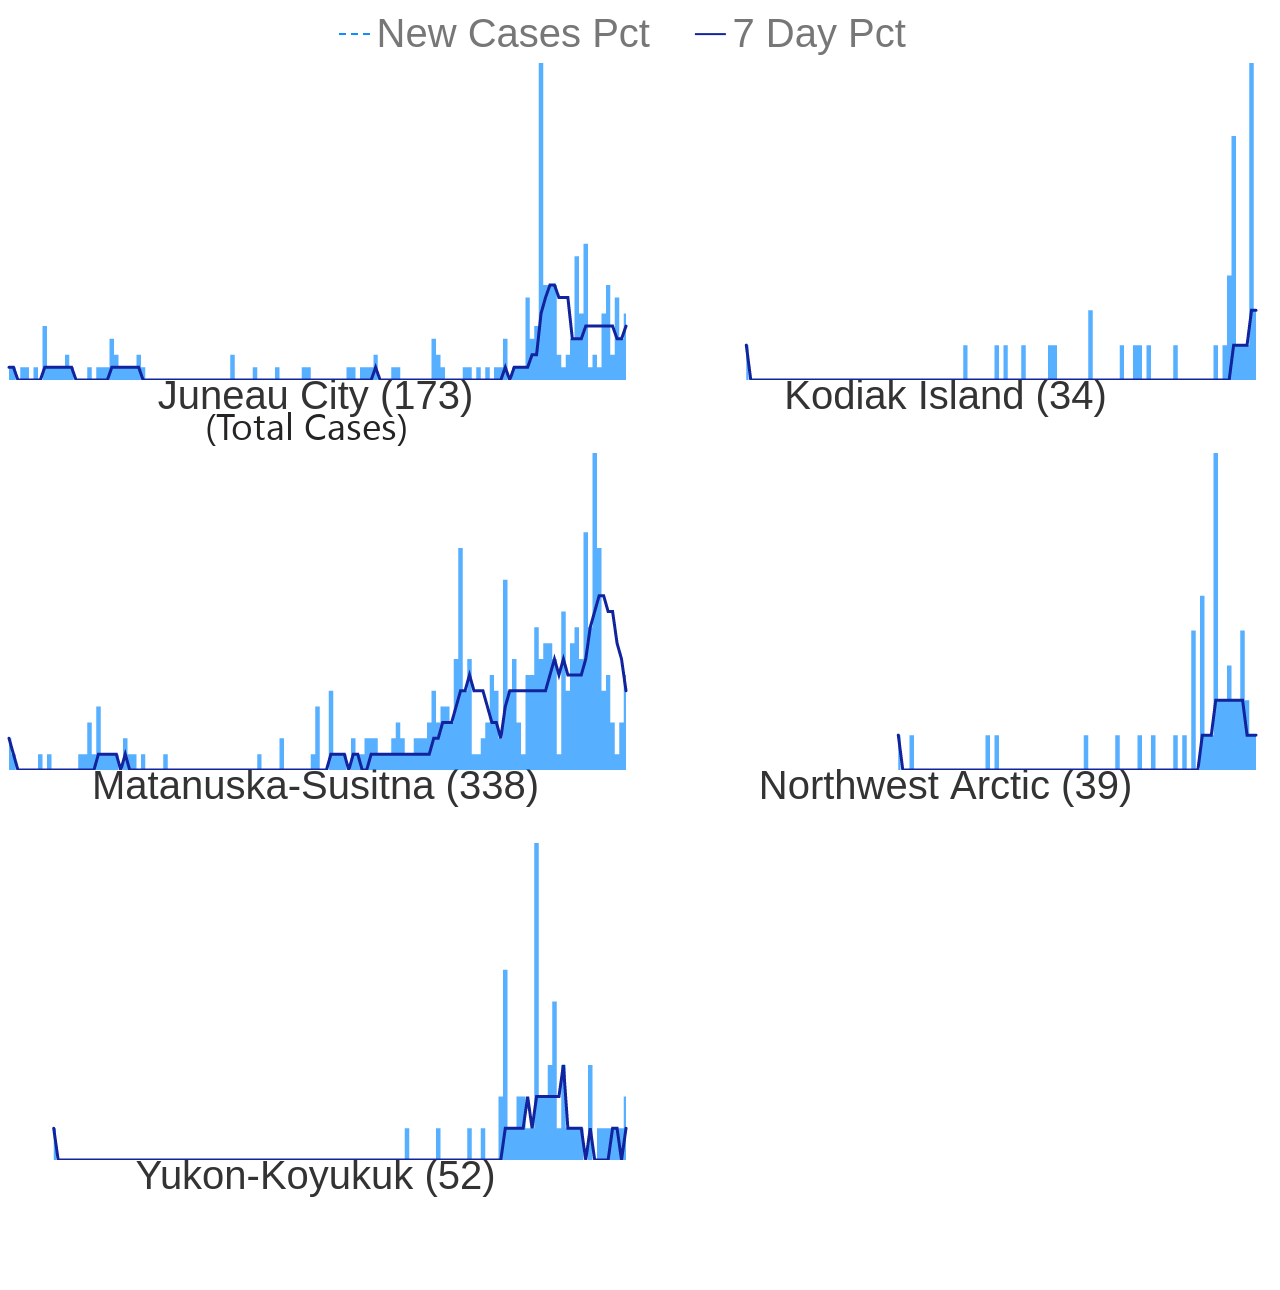 New Cases Pct 7 Day Pct
Juneau City (173)
(Total Cases)
Kodiak Island (34)
Matanuska-Susitna (338)
Northwest Arctic (39)
Yukon-Koyukuk (52)